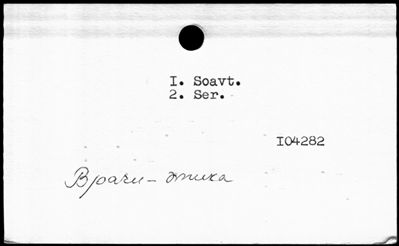 I. Soavt.
2. Ser.
I04282
Врачи - этика